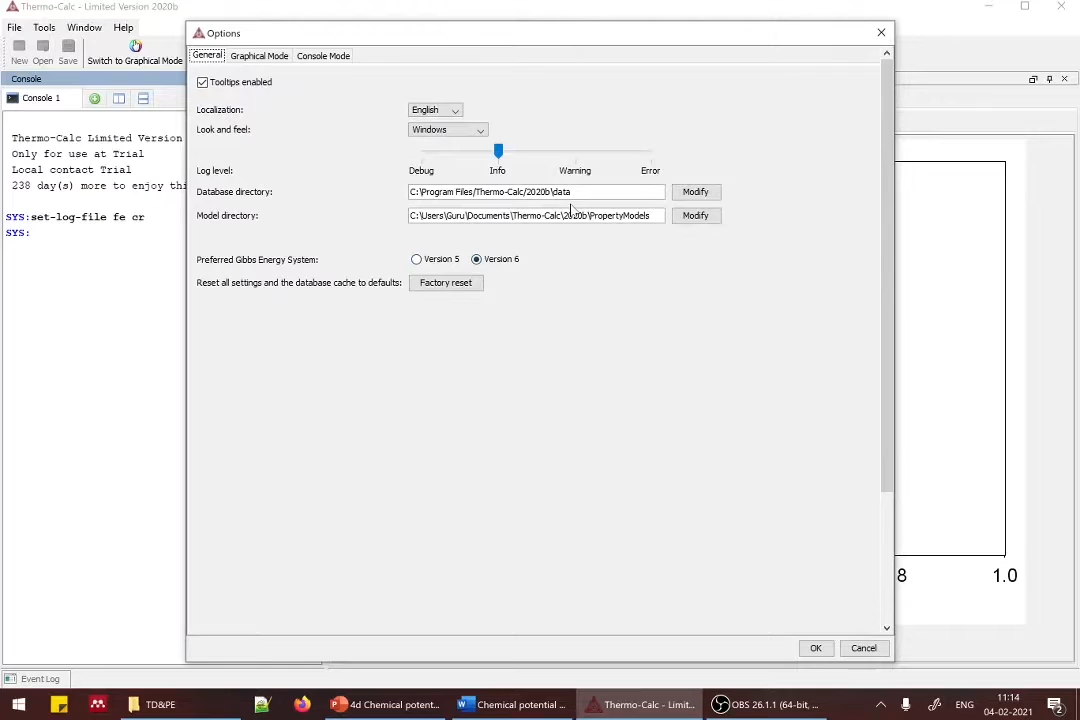 Thermo-Calc - Limited Version 2020b
File Tools Window Help
New Open Save Switch to Graphical Mode
Console
Console 1
Thermo-Calc Limited Version
Only for use at Trial
Local contact Trial
238 day(s) more to enjoy thi
SYS:set-log-file fe cr
SYS:
Options
General Graphical Mode Console Mode
Tooltips enabled
Localization: English
Look and feel: Windows
Log level: Debug Info Warning Error
Database directory: C:\Program Files/Thermo-Calc/2020b\data Modify
Model directory: C:\Users\Guru\Documents\Thermo-Calc\2020b\PropertyModels Modify
Preferred Gibbs Energy System: Version 5 Version 6
Reset all settings and the database cache to defaults: Factory reset
OK Cancel
8 1.0
Event Log
TD&PE 4d Chemical potent... Chemical potential ... Thermo-Calc - Limit... OBS 26.1.1 (64-bit, ... ENG 11:14
04-02-2021
2